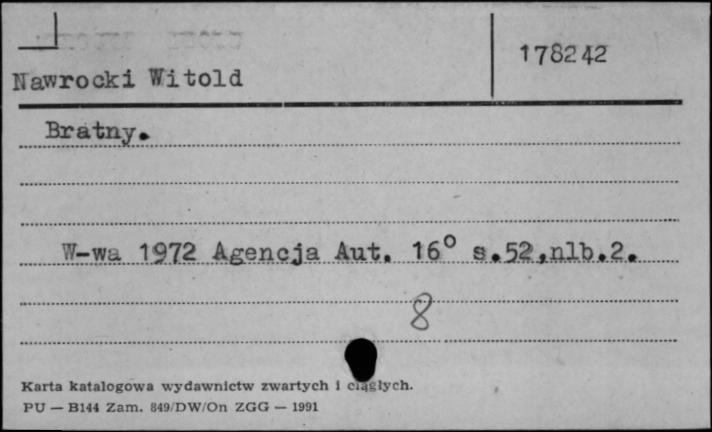 178242
Nawrocki Witold
Bratny.
W-wa 1972 Agencja Aut. 16° s.52,nlb.2.
8
Karta katalogowa wydawnictw zwartych i ciągłych.
PU — B144 Zam. 849/DW/On ZGG — 1991